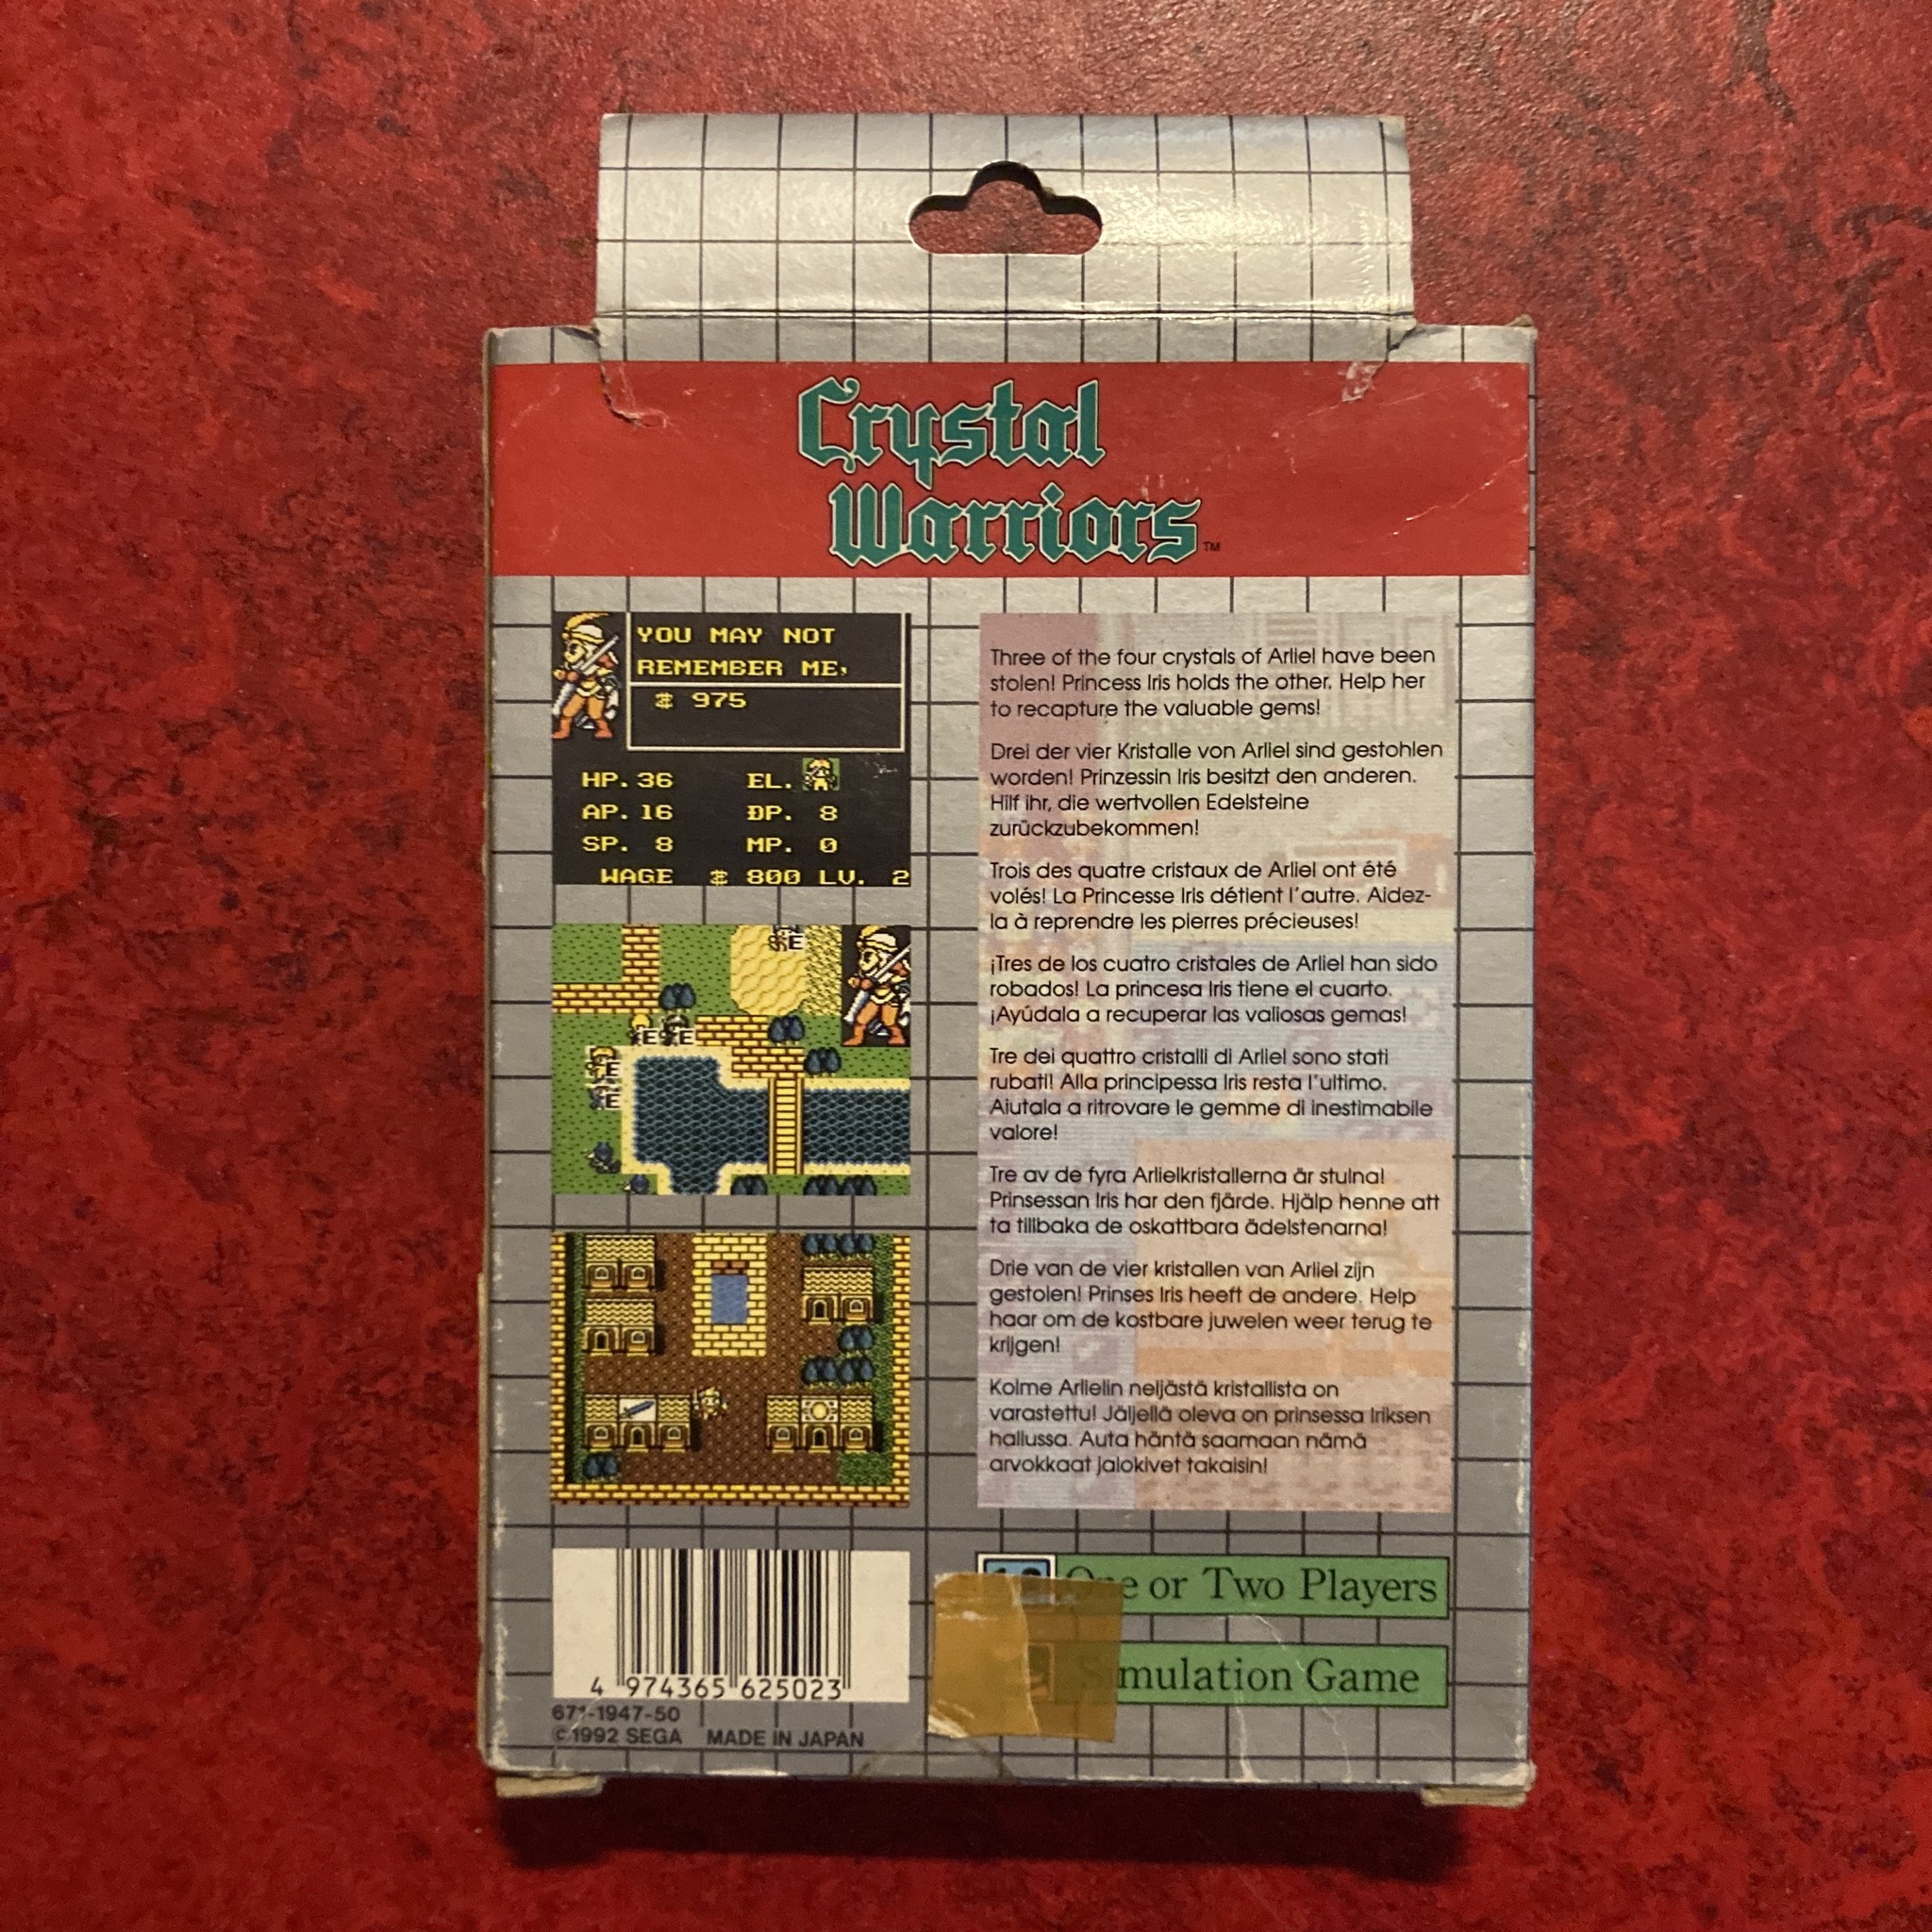 Crystal
Warriors™
YOU MAY NOT
REMEMBER ME,
975
HP. 36 EL.
AP. 16 DP. 8
SP. 8 MP. 0
WAGE 800 LV. 2
E
E E
E
E
Three of the four crystals of Arliel have been
stolen! Princess Iris holds the other. Help her
to recapture the valuable gems!
Drei der vier Kristalle von Arliel sind gestohlen
worden! Prinzessin Iris besitzt den anderen.
Hilf ihr, die wertvollen Edelsteine
zurückzubekommen!
Trois des quatre cristaux de Arliel ont été
volés! La Princesse Iris détient l'autre. Aidez-
la à reprendre les pierres précieuses!
¡Tres de los cuatro cristales de Arliel han sido
robados! La princesa Iris tiene el cuarto.
¡Ayúdala a recuperar las valiosas gemas!
Tre dei quattro cristalli di Arliel sono stati
rubati! Alla principessa Iris resta l'ultimo.
Aiutala a ritrovare le gemme di inestimabile
valore!
Tre av de fyra Arlielkristallerna är stulna!
Prinsessan Iris har den fjärde. Hjälp henne att
ta tillbaka de oskattbara ädelstenarna!
Drie van de vier kristallen van Arliel zijn
gestolen! Prinses Iris heeft de andere. Help
haar om de kostbare juwelen weer terug te
krijgen!
Kolme Arlielin neljästä kristallista on
varastettu! Jäljellä oleva on prinsessa Iriksen
hallussa. Auta häntä saamaan nämä
arvokkaat jalokivet takaisin!
One or Two Players
Simulation Game
4 974365 625023
671-1947-50
©1992 SEGA MADE IN JAPAN